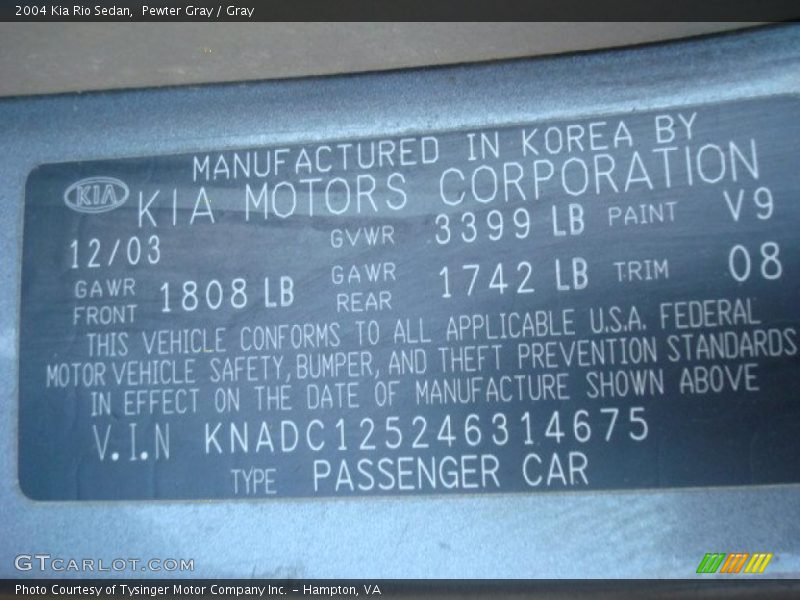 2004 Kia Rio Sedan,  Pewter Gray / Gray
MANUFACTURED IN KOREA BY
KIA KIA MOTORS CORPORATION
12/03 GVWR 3399 LB PAINT V9
GAWR FRONT 1808 LB GAWR REAR 1742 LB TRIM 08
THIS VEHICLE CONFORMS TO ALL APPLICABLE U.S.A. FEDERAL
MOTOR VEHICLE SAFETY, BUMPER, AND THEFT PREVENTION STANDARDS
IN EFFECT ON THE DATE OF MANUFACTURE SHOWN ABOVE
V.I.N KNADC125246314675
TYPE PASSENGER CAR
GTCARLOT.COM
Photo Courtesy of Tysinger Motor Company Inc. - Hampton, VA